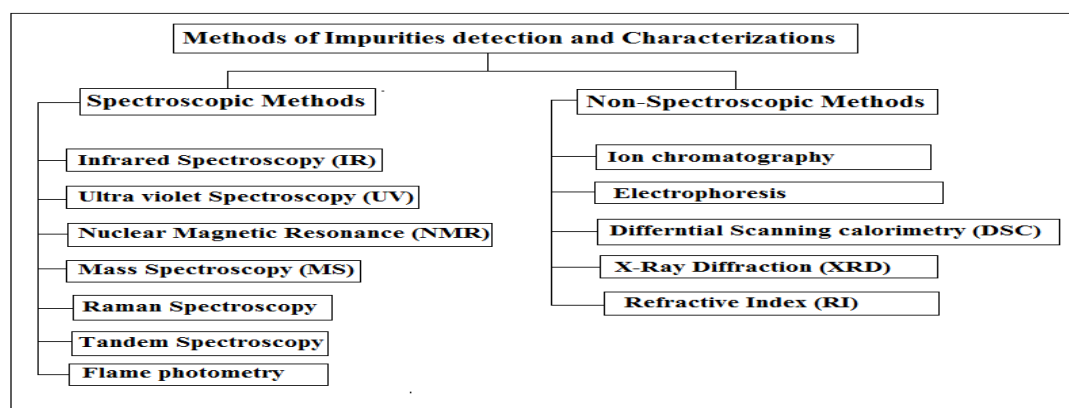 Methods of Impurities detection and Characterizations
Spectroscopic Methods
Infrared Spectroscopy (IR)
Ultra violet Spectroscopy (UV)
Nuclear Magnetic Resonance (NMR)
Mass Spectroscopy (MS)
Raman Spectroscopy
Tandem Spectroscopy
Flame photometry
Non-Spectroscopic Methods
Ion chromatography
Electrophoresis
Differntial Scanning calorimetry (DSC)
X-Ray Diffraction (XRD)
Refractive Index (RI)